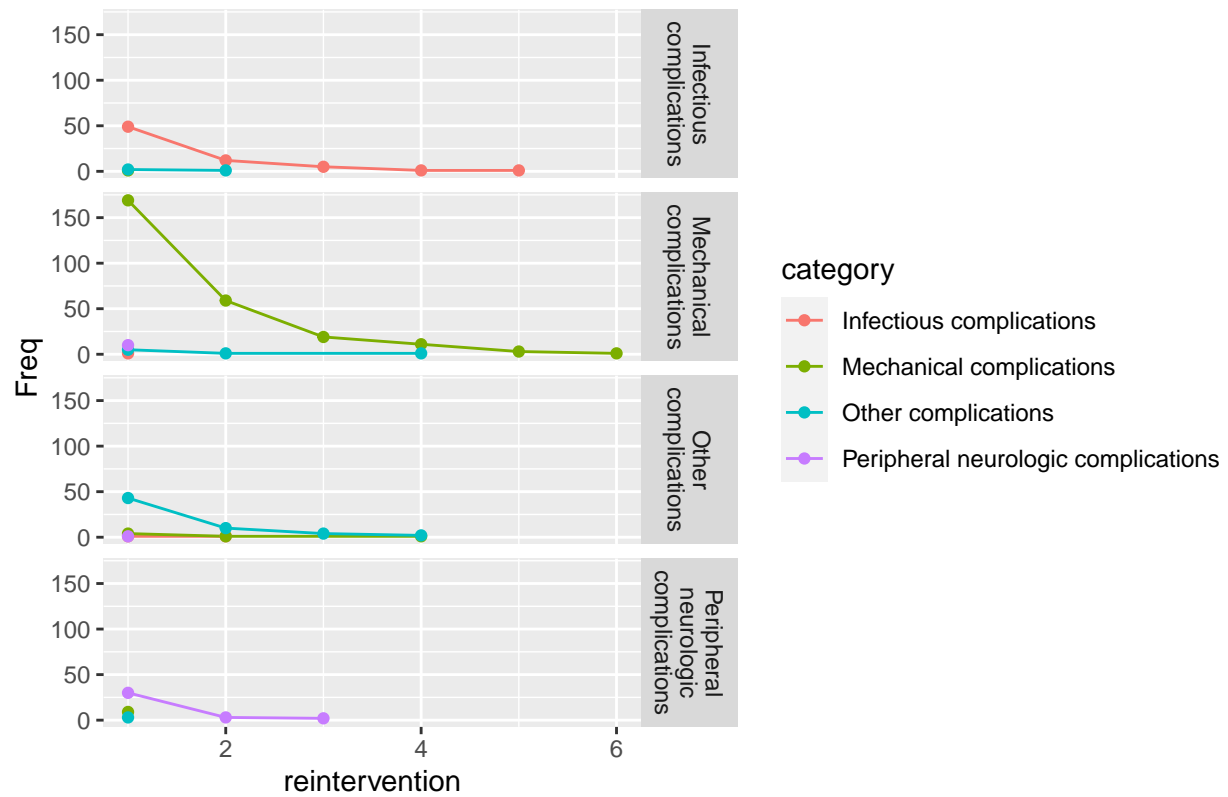 Freq
150
100
50
0
Infectious
complications
150
100
50
0
Mechanical
complications
150
100
50
0
Other
complications
150
100
50
0
Peripheral
neurologic
complications
2
4
6
reintervention
category
Infectious complications
Mechanical complications
Other complications
Peripheral neurologic complications